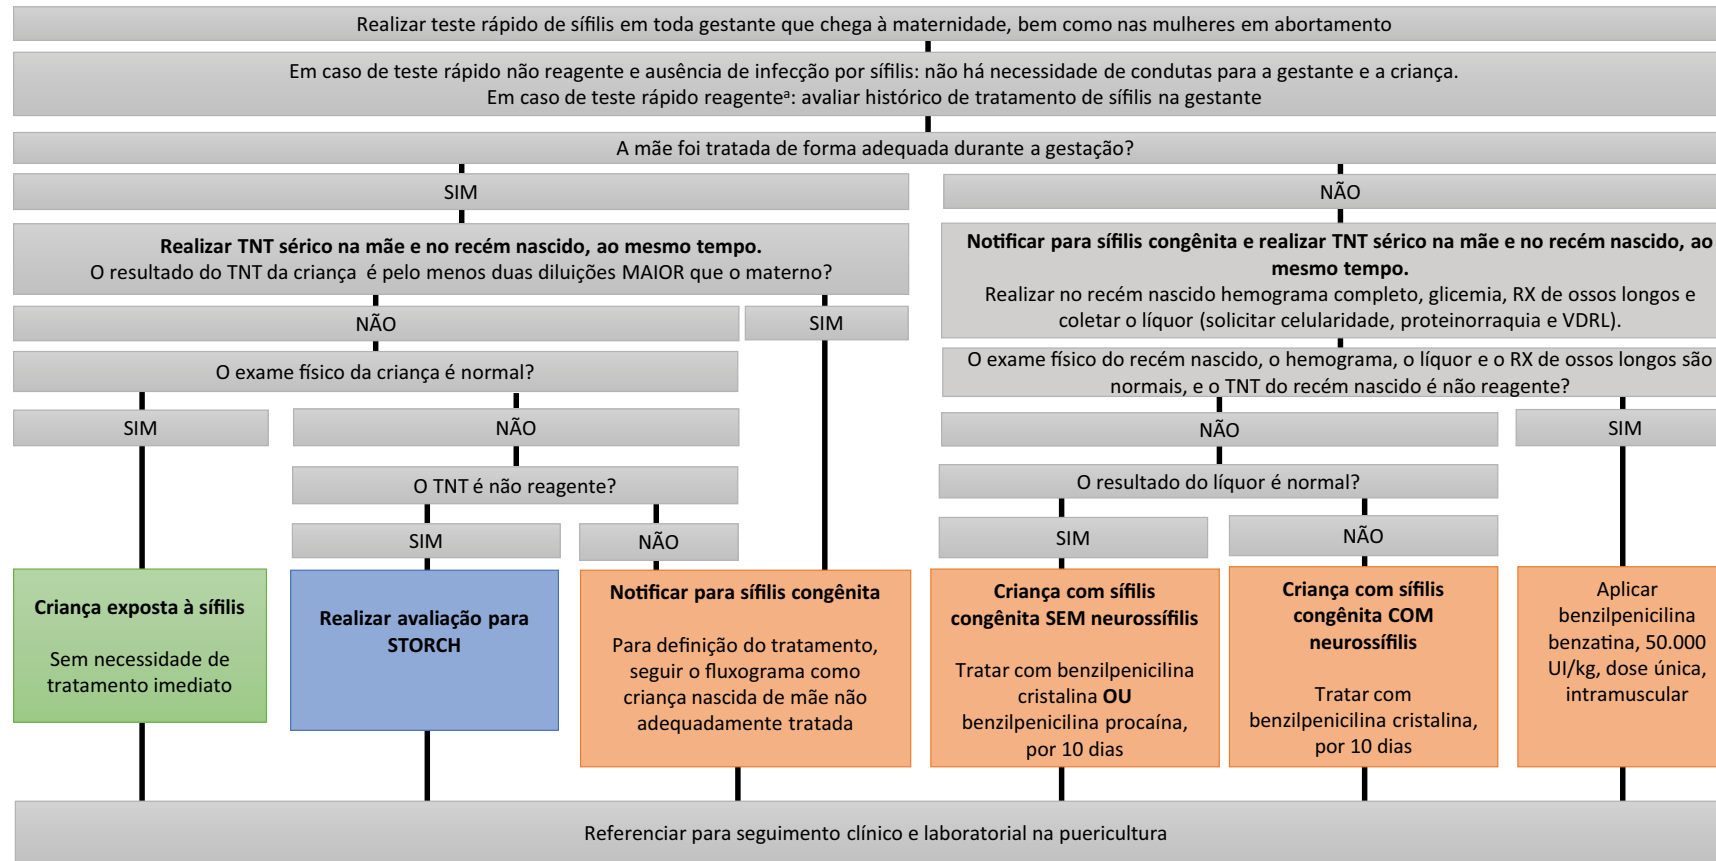 Realizar teste rápido de sífilis em toda gestante que chega à maternidade, bem como nas mulheres em abortamento
Em caso de teste rápido não reagente e ausência de infecção por sífilis: não há necessidade de condutas para a gestante e a criança.
Em caso de teste rápido reagenteª: avaliar histórico de tratamento de sífilis na gestante
A mãe foi tratada de forma adequada durante a gestação?
SIM
NÃO
Realizar TNT sérico na mãe e no recém nascido, ao mesmo tempo.
O resultado do TNT da criança é pelo menos duas diluições MAIOR que o materno?
Notificar para sífilis congênita e realizar TNT sérico na mãe e no recém nascido, ao
mesmo tempo.
Realizar no recém nascido hemograma completo, glicemia, RX de ossos longos e
coletar o líquor (solicitar celularidade, proteinorraquia e VDRL).
NÃO
SIM
O exame físico da criança é normal?
O exame físico do recém nascido, o hemograma, o líquor e o RX de ossos longos são
normais, e o TNT do recém nascido é não reagente?
SIM
NÃO
NÃO
SIM
O TNT é não reagente?
O resultado do líquor é normal?
SIM
NÃO
SIM
NÃO
Criança exposta à sífilis
Sem necessidade de
tratamento imediato
Realizar avaliação para
STORCH
Notificar para sífilis congênita
Para definição do tratamento,
seguir o fluxograma como
criança nascida de mãe não
adequadamente tratada
Criança com sífilis
congênita SEM neurossífilis
Tratar com benzilpenicilina
cristalina OU
benzilpenicilina procaína,
por 10 dias
Criança com sífilis
congênita COM
neurossífilis
Tratar com
benzilpenicilina cristalina,
por 10 dias
Aplicar
benzilpenicilina
benzatina, 50.000
UI/kg, dose única,
intramuscular
Referenciar para seguimento clínico e laboratorial na puericultura